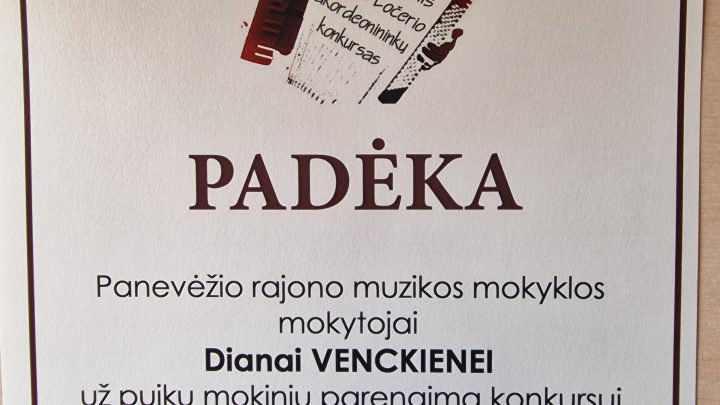 Ločerio
akordeonininkų
konkursas
PADĖKA
Panevėžio rajono muzikos mokyklos
mokytojai
Dianai VENCKIENEI
už puikų mokinių parengimą konkursui